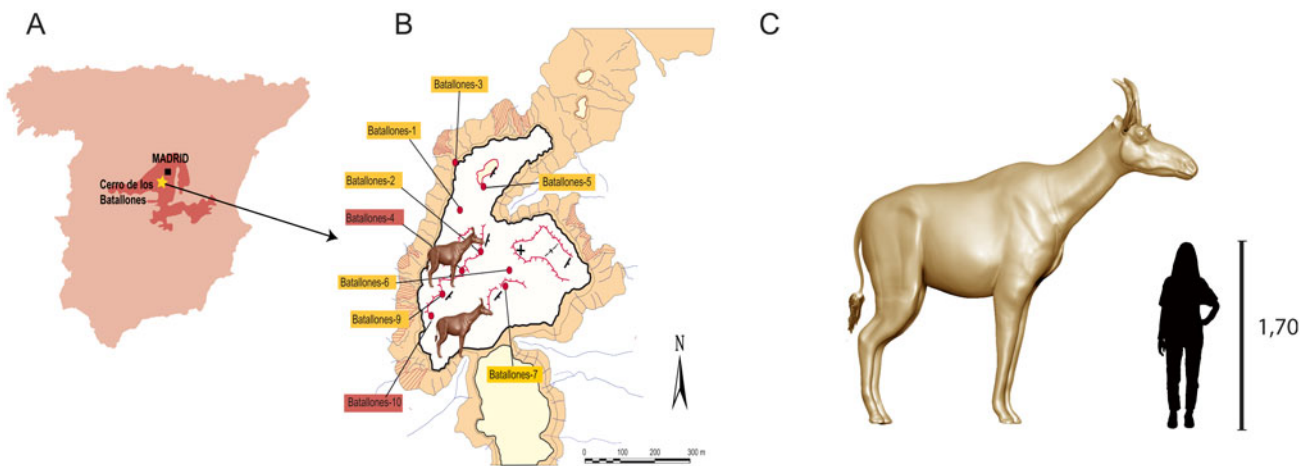 A
MADRID
Cerro de los
Batallones
B
Batallones-3
Batallones-1
Batallones-2
Batallones-5
Batallones-4
Batallones-6
Batallones-9
Batallones-7
Batallones-10
N
0 100 200 300 m
C
1,70